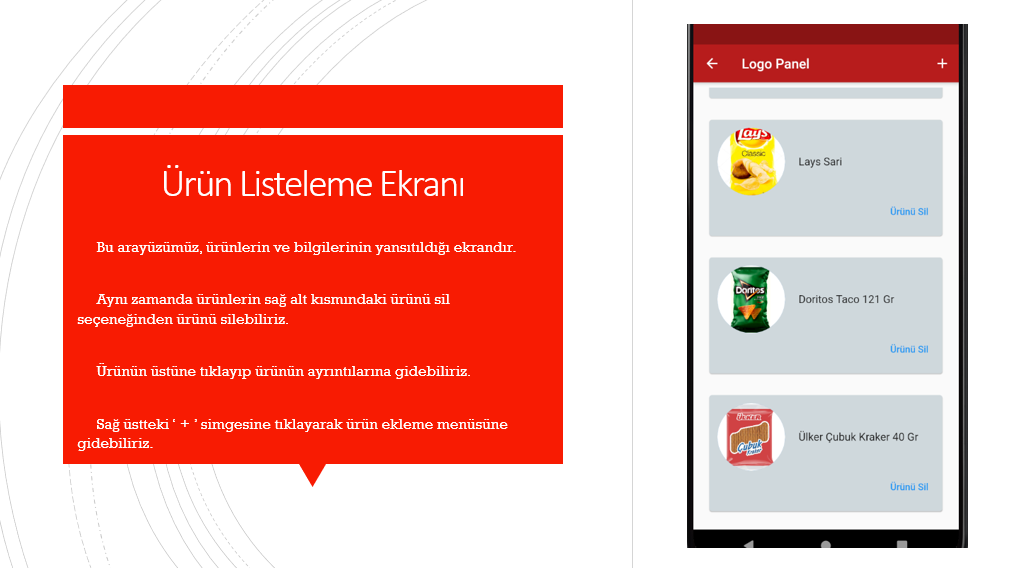 Ürün Listeleme Ekranı
Bu arayüzümüz, ürünlerin ve bilgilerinin yansıtıldığı ekrandır.
Aynı zamanda ürünlerin sağ alt kısmındaki ürünü sil
seçeneğinden ürünü silebiliriz.
Ürünün üstüne tıklayıp ürünün ayrıntılarına gidebiliriz.
Sağ üstteki ‘ + ’ simgesine tıklayarak ürün ekleme menüsüne
gidebiliriz.
Logo Panel
Lays
Classic
Lays Sari
Ürünü Sil
Doritos
Doritos Taco 121 Gr
Ürünü Sil
ÜLKER
Çubuk
Kraker
Ülker Çubuk Kraker 40 Gr
Ürünü Sil